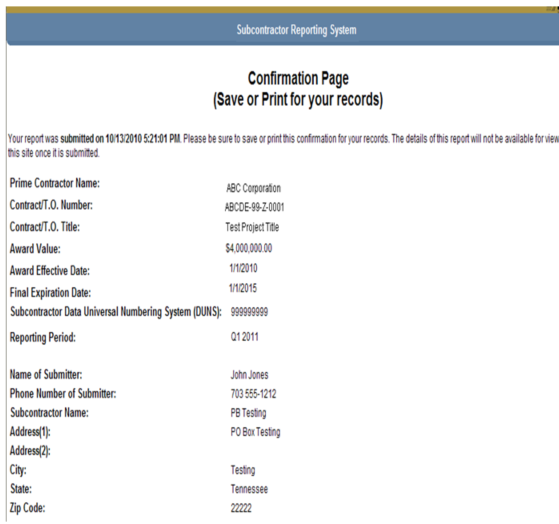 Subcontractor Reporting System
Confirmation Page
(Save or Print for your records)
Your report was submitted on 10/13/2010 5:21:01 PM. Please be sure to save or print this confirmation for your records. The details of this report will not be available for view
this site once it is submitted.
Prime Contractor Name: ABC Corporation
Contract/T.O. Number: ABCDE-99-Z-0001
Contract/T.O. Title: Test Project Title
Award Value: $4,000,000.00
Award Effective Date: 1/1/2010
Final Expiration Date: 1/1/2015
Subcontractor Data Universal Numbering System (DUNS): 999999999
Reporting Period: Q1 2011
Name of Submitter: John Jones
Phone Number of Submitter: 703 555-1212
Subcontractor Name: PB Testing
Address(1): PO Box Testing
Address(2):
City: Testing
State: Tennessee
Zip Code: 22222